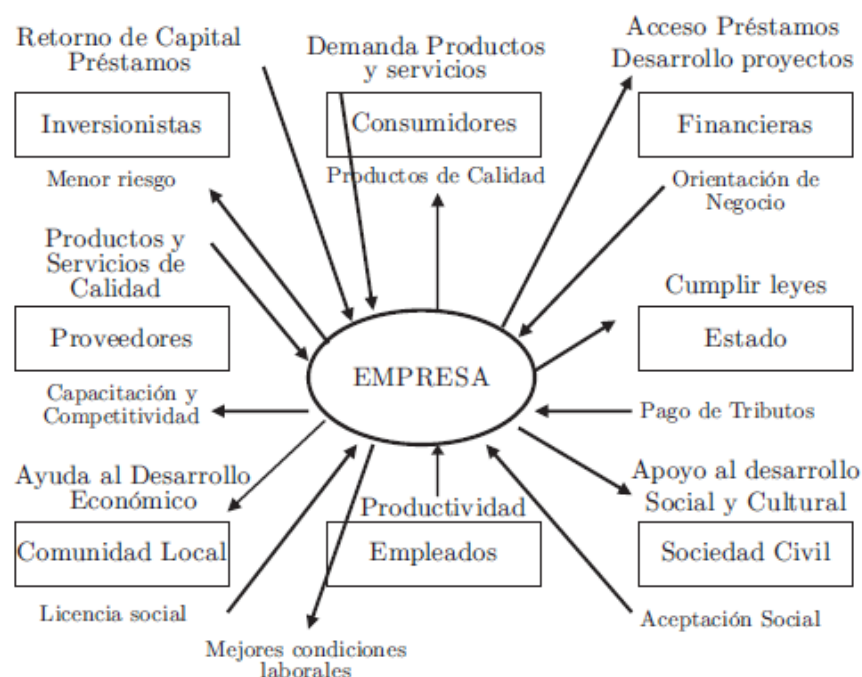 Retorno de Capital
Préstamos
Inversionistas
Menor riesgo
Demanda Productos
y servicios
Consumidores
Productos de Calidad
Acceso Préstamos
Desarrollo proyectos
Financieras
Orientación de
Negocio
Productos y
Servicios de
Calidad
Proveedores
Capacitación y
Competitividad
EMPRESA
Cumplir leyes
Estado
Pago de Tributos
Ayuda al Desarrollo
Económico
Comunidad Local
Licencia social
Productividad
Empleados
Mejores condiciones
laborales
Apoyo al desarrollo
Social y Cultural
Sociedad Civil
Aceptación Social